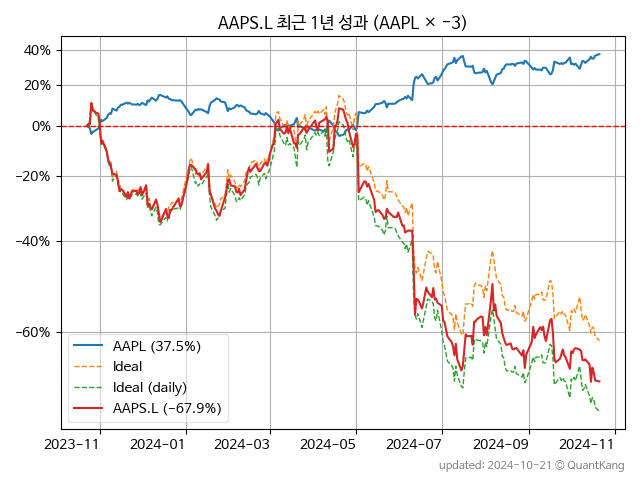 AAPS.L 최근 1년 성과 (AAPL × −3)
40%
20%
0%
−20%
−40%
−60%
AAPL (37.5%)
Ideal
Ideal (daily)
AAPS.L (−67.9%)
2023-11
2024-01
2024-03
2024-05
2024-07
2024-09
2024-11
updated: 2024-10-21 © QuantKang